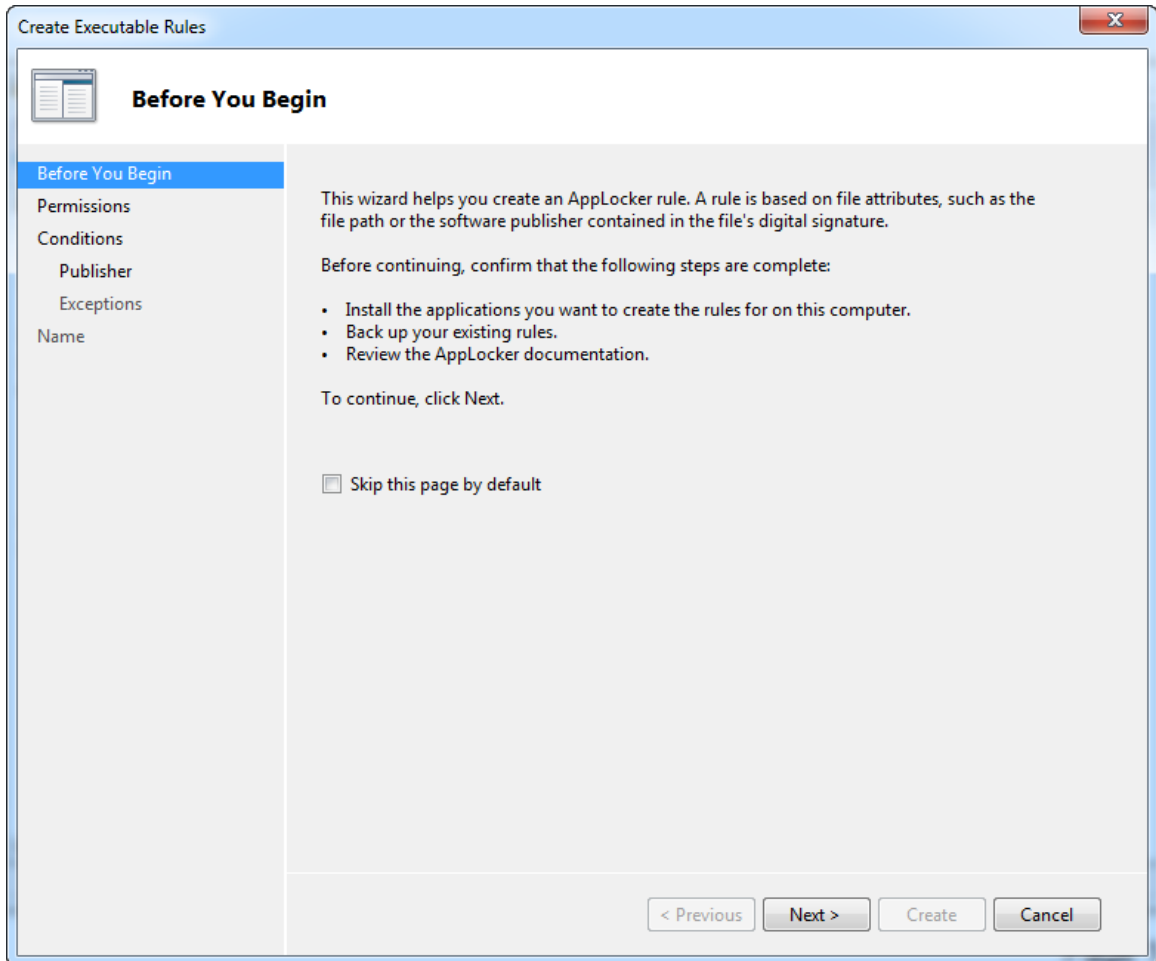 Create Executable Rules
Before You Begin
Before You Begin
Permissions
Conditions
Publisher
Exceptions
Name
This wizard helps you create an AppLocker rule. A rule is based on file attributes, such as the
file path or the software publisher contained in the file's digital signature.
Before continuing, confirm that the following steps are complete:
• Install the applications you want to create the rules for on this computer.
• Back up your existing rules.
• Review the AppLocker documentation.
To continue, click Next.
Skip this page by default
< Previous Next > Create Cancel